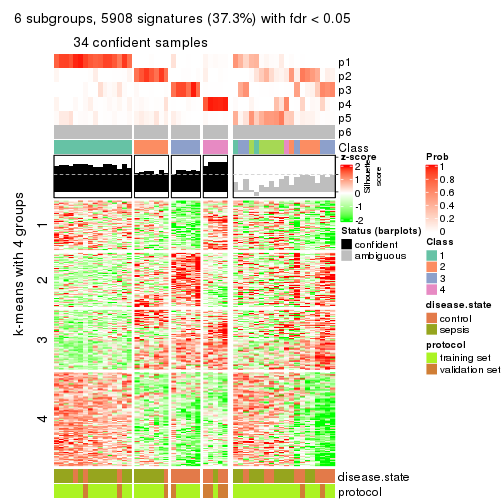 6 subgroups, 5908 signatures (37.3%) with fdr < 0.05
34 confident samples
p1
p2
p3
p4
p5
p6
Class
z-score
2
1
0
-1
-2
Silhouette
score
Status (barplots)
confident
ambiguous
Prob
1
0.8
0.6
0.4
0.2
0
Class
1
2
3
4
disease.state
control
sepsis
protocol
training set
validation set
k-means with 4 groups
1
2
3
4
disease.state
protocol